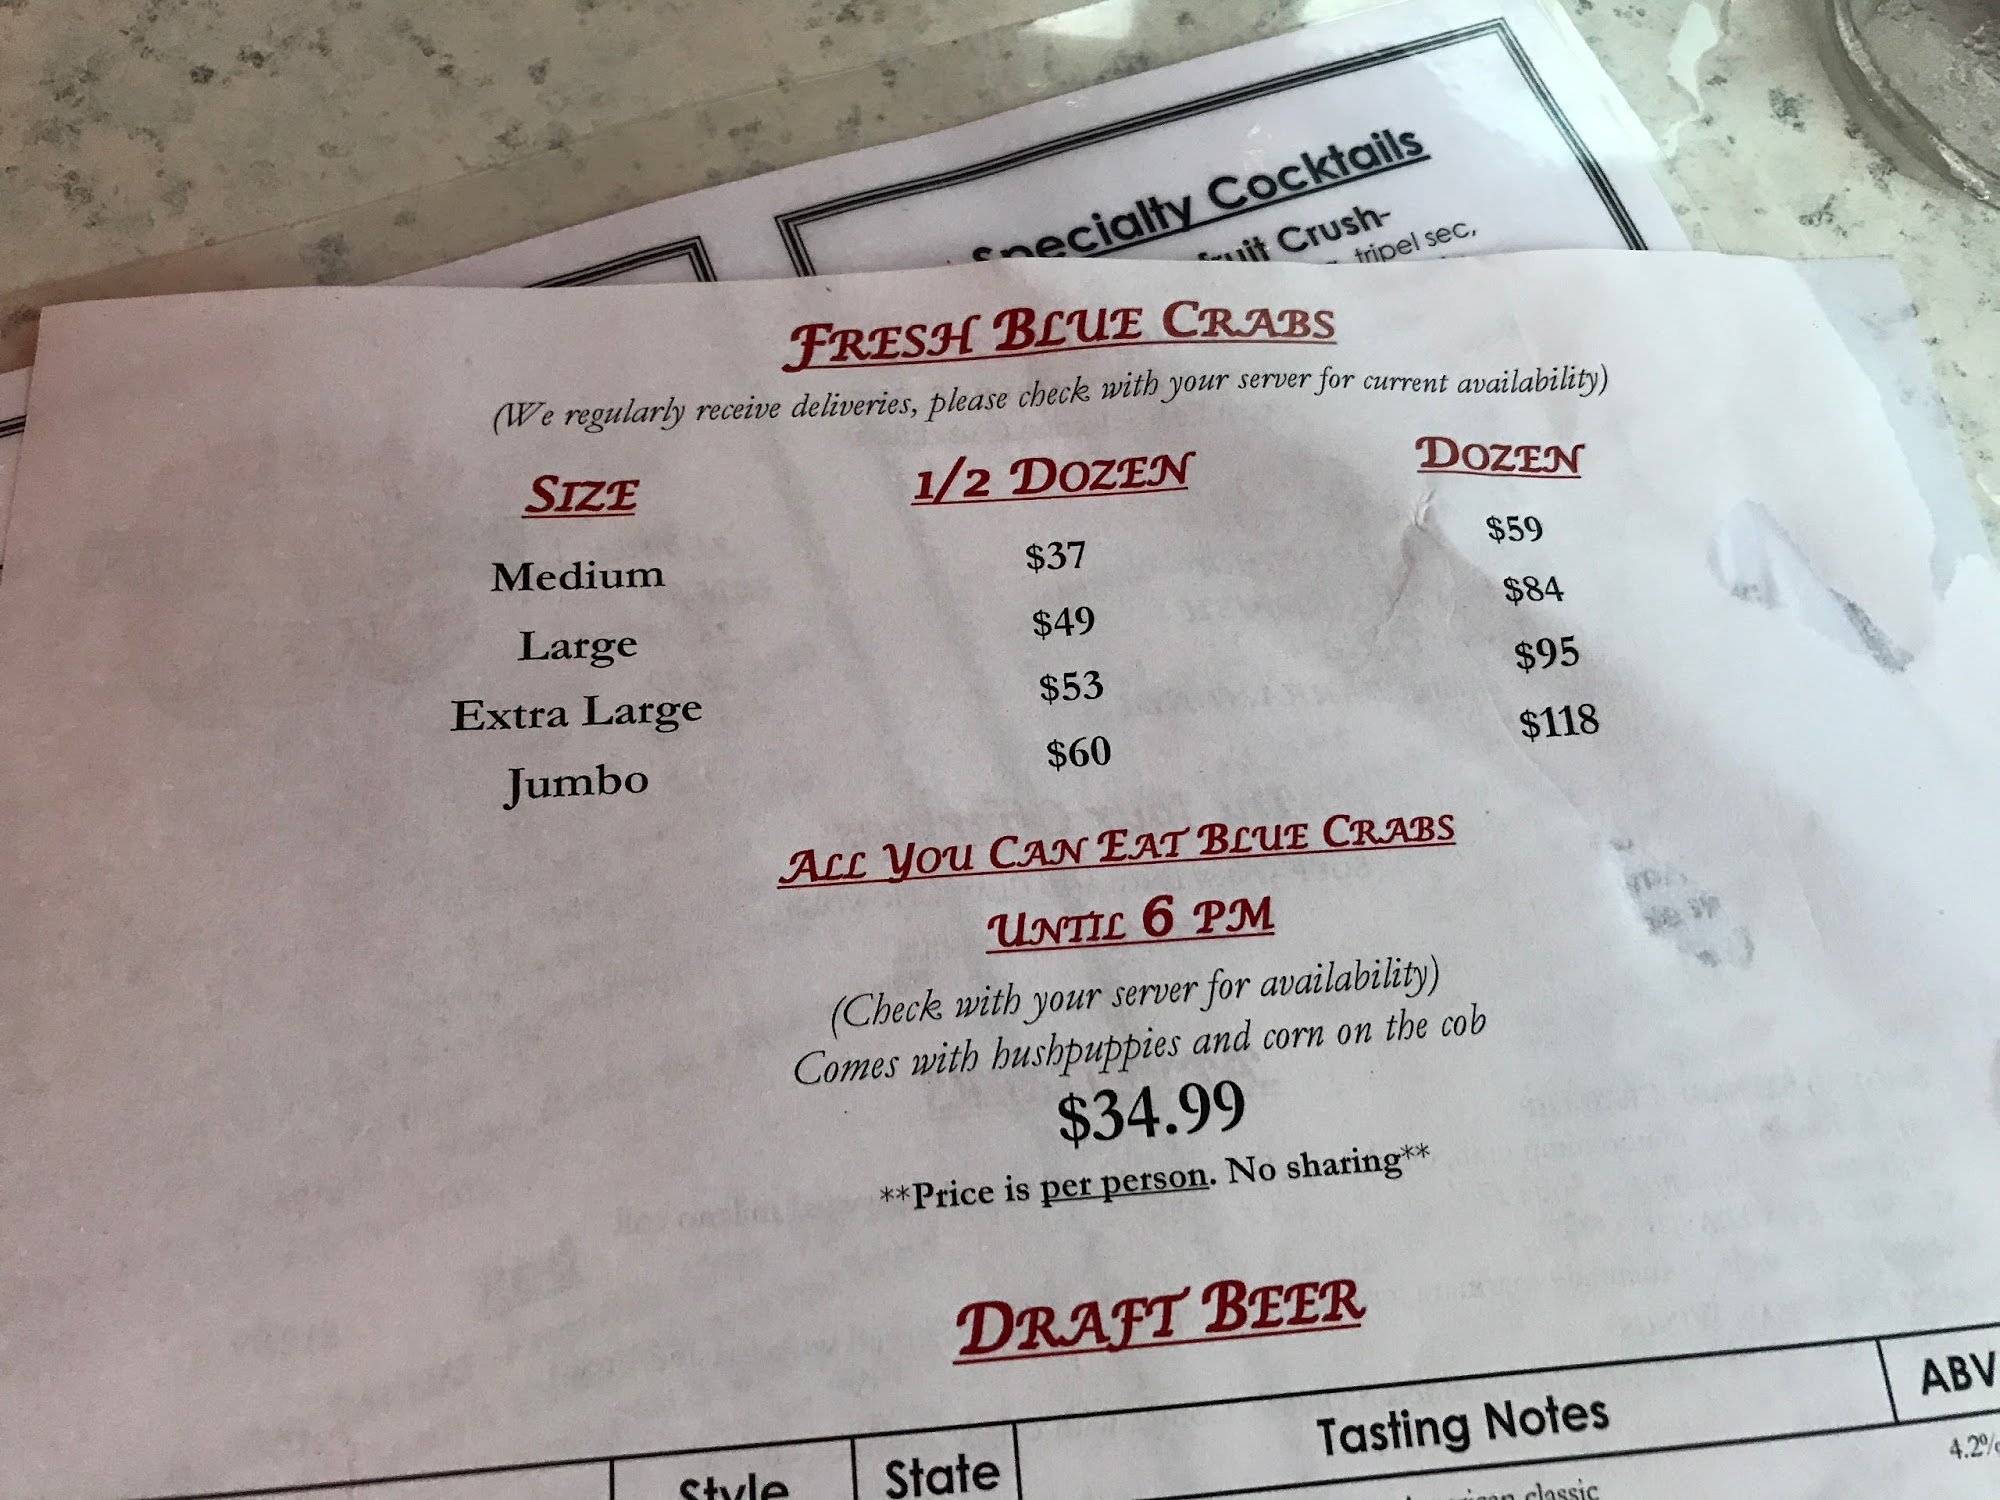 Specialty Cocktails
Crush-
tripel sec,
FRESH BLUE CRABS
(We regularly receive deliveries, please check with your server for current availability)
SIZE 1/2 DOZEN DOZEN
Medium $37 $59
Large $49 $84
Extra Large $53 $95
Jumbo $60 $118
ALL YOU CAN EAT BLUE CRABS
UNTIL 6 PM
(Check with your server for availability)
Comes with hushpuppies and corn on the cob
$34.99
**Price is per person. No sharing**
DRAFT BEER
Style State Tasting Notes ABV
classic 4.2%